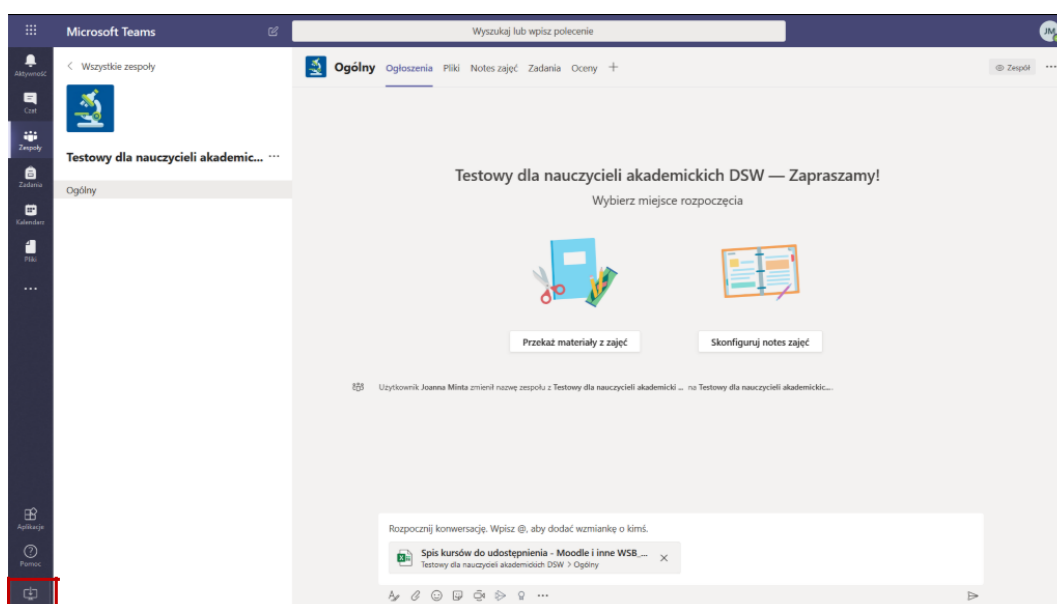 Microsoft Teams
Wyszukaj lub wpisz polecenie
JM
Aktywność
Czat
Zespoły
Zadania
Kalendarz
Pliki
Aplikacje
Pomoc
Wszystkie zespoły
Testowy dla nauczycieli akademic... ...
Ogólny
Ogólny Ogłoszenia Pliki Notes zajęć Zadania Oceny +
Zespół ...
Testowy dla nauczycieli akademickich DSW — Zapraszamy!
Wybierz miejsce rozpoczęcia
Przekaż materiały z zajęć
Skonfiguruj notes zajęć
Użytkownik Joanna Minta zmienił nazwę zespołu z Testowy dla nauczycieli akademicki ... na Testowy dla nauczycieli akademickic....
Rozpocznij konwersację. Wpisz @, aby dodać wzmiankę o kimś.
Spis kursów do udostępnienia - Moodle i inne WSB_...
Testowy dla nauczycieli akademickich DSW > Ogólny